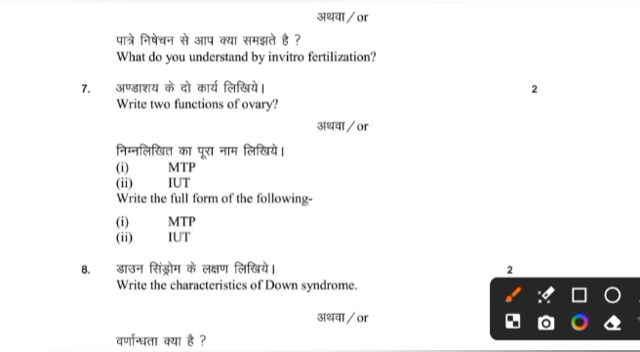 अथवा/or
पात्रे निषेचन से आप क्या समझते है ?
What do you understand by invitro fertilization?
7. अण्डाशय के दो कार्य लिखिये। 2
Write two functions of ovary?
अथवा/or
निम्नलिखित का पूरा नाम लिखिये।
(i) MTP
(ii) IUT
Write the full form of the following-
(i) MTP
(ii) IUT
8. डाउन सिंड्रोम के लक्षण लिखिये। 2
Write the characteristics of Down syndrome.
अथवा/or
वर्णान्धता क्या है ?